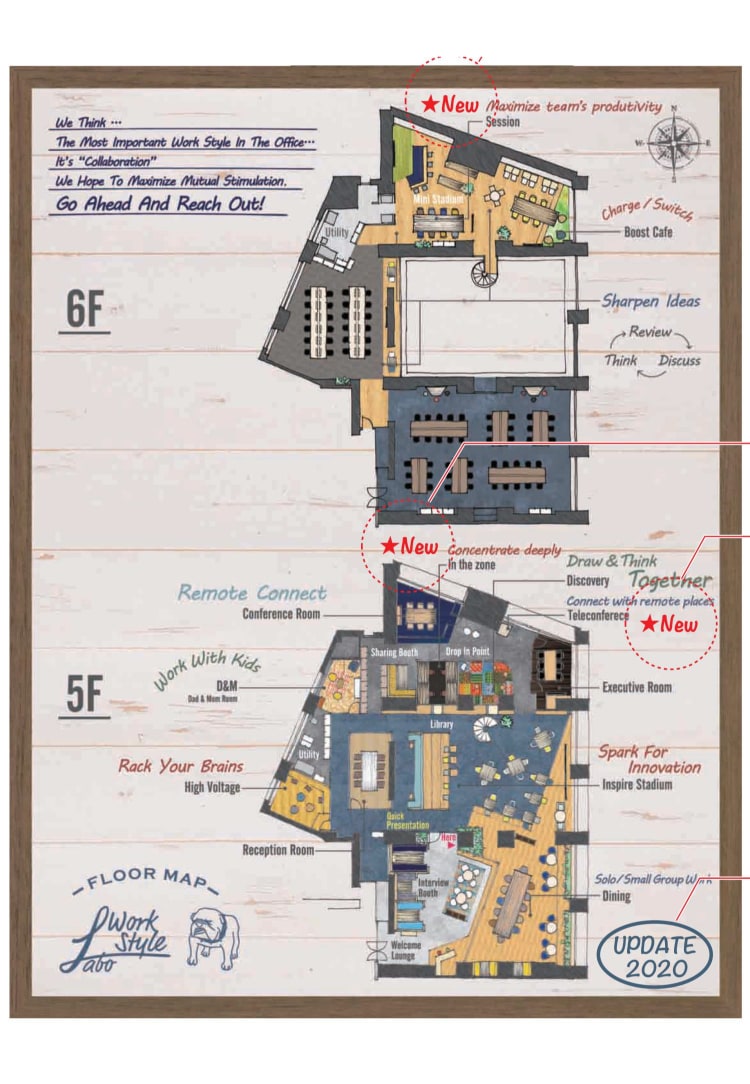 We Think …
The Most Important Work Style In The Office…
It's "Collaboration"
We Hope To Maximize Mutual Stimulation.
Go Ahead And Reach Out!
★New
Maximize team's produtivity
Session
N
W
E
S
Mini Stadium
Charge / Switch
Boost Cafe
Utility
6F
Sharpen Ideas
Review
Think
Discuss
★New
Concentrate deeply
In the zone
Draw & Think
Together
Discovery
Connect with remote places
Teleconferece
★New
Remote Connect
Conference Room
Work With Kids
D&M
Dad & Mom Room
Sharing Booth
Drop In Point
Executive Room
5F
Library
Utility
Rack Your Brains
High Voltage
Spark For
Innovation
Inspire Stadium
Quick
Presentation
Here
Reception Room
Interview
Booth
Solo/Small Group Work
Dining
Welcome
Lounge
FLOOR MAP
Work
Style
Labo
UPDATE
2020